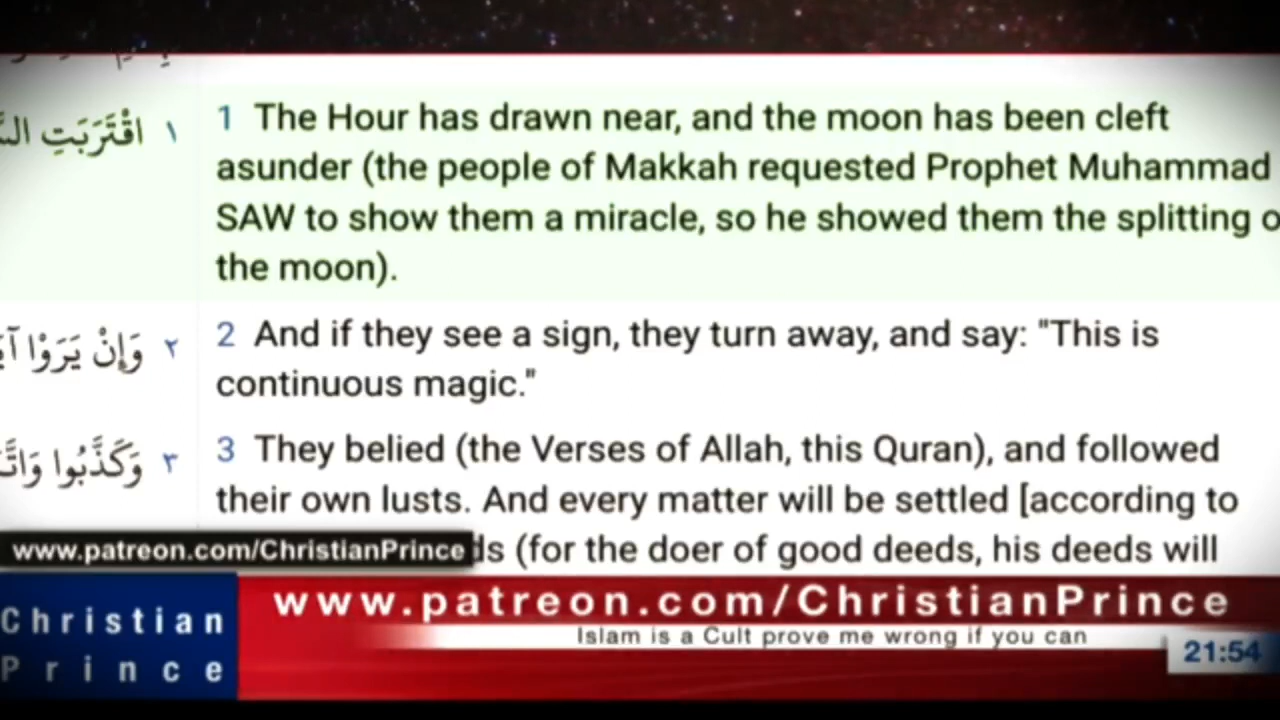 ١ اقْتَرَبَتِ
1 The Hour has drawn near, and the moon has been cleft
asunder (the people of Makkah requested Prophet Muhammad
SAW to show them a miracle, so he showed them the splitting
the moon).
٢ وَإِنْ يَرَوْا
2 And if they see a sign, they turn away, and say: "This is
continuous magic."
٣ وَكَذَّبُوا
3 They belied (the Verses of Allah, this Quran), and followed
their own lusts. And every matter will be settled [according to
(for the doer of good deeds, his deeds will
www.patreon.com/ChristianPrince
Christian
Prince
www.patreon.com/ChristianPrince
Islam is a Cult prove me wrong if you can
21:54